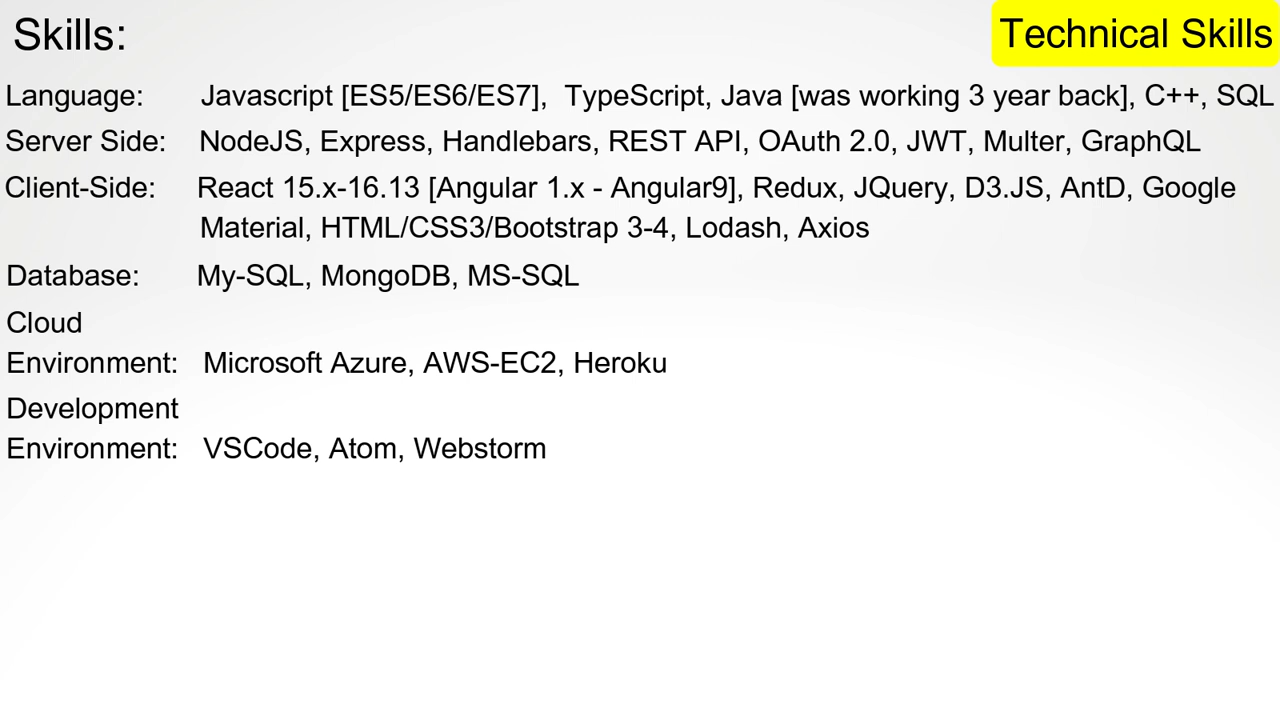 Skills:
Technical Skills
Language: Javascript [ES5/ES6/ES7], TypeScript, Java [was working 3 year back], C++, SQL
Server Side: NodeJS, Express, Handlebars, REST API, OAuth 2.0, JWT, Multer, GraphQL
Client-Side: React 15.x-16.13 [Angular 1.x - Angular9], Redux, JQuery, D3.JS, AntD, Google
Material, HTML/CSS3/Bootstrap 3-4, Lodash, Axios
Database: My-SQL, MongoDB, MS-SQL
Cloud
Environment: Microsoft Azure, AWS-EC2, Heroku
Development
Environment: VSCode, Atom, Webstorm